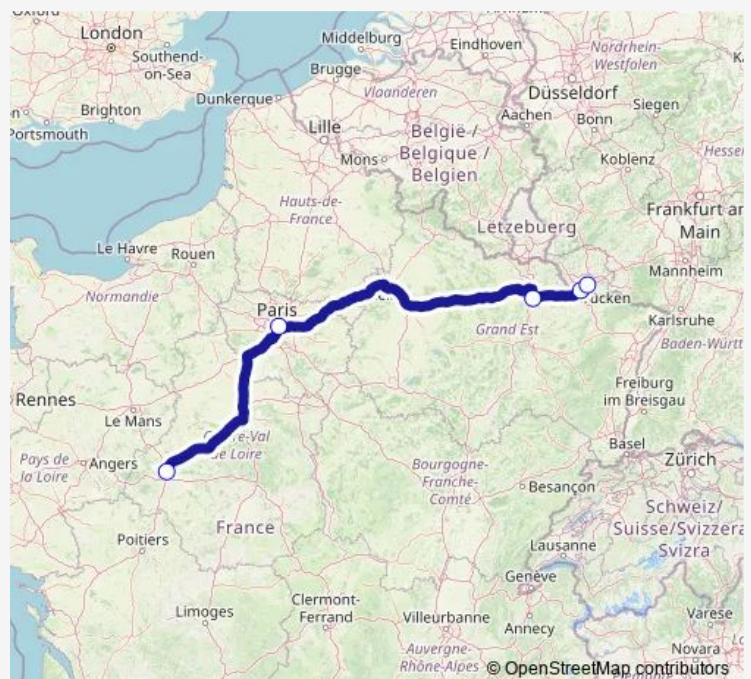 Oxford
London
Southend-
on-Sea
Brighton
Portsmouth
Middelburg
Brugge
Dunkerque
Vlaanderen
Eindhoven
Nordrhein-
Westfalen
Düsseldorf
Aachen
Bonn
Siegen
Koblenz
Lille
Mons
België /
Belgique /
Belgien
Hauts-de-
France
Lëtzebuerg
Frankfurt am
Main
Mannheim
Le Havre
Rouen
Normandie
Paris
Grand Est
Karlsruhe
Baden-Württ
Rennes
Le Mans
Freiburg
im Breisgau
Pays de
la Loire
Angers
de Loire
Basel
Zürich
Bourgogne-
Franche-
Comté
Besançon
France
Poitiers
Schweiz/
Suisse/Svizzera
Svizra
Lausanne
Genève
Limoges
Clermont-
Ferrand
Villeurbanne
Annecy
Varese
Auvergne-
Rhône-Alpes
Novara
© OpenStreetMap contributors